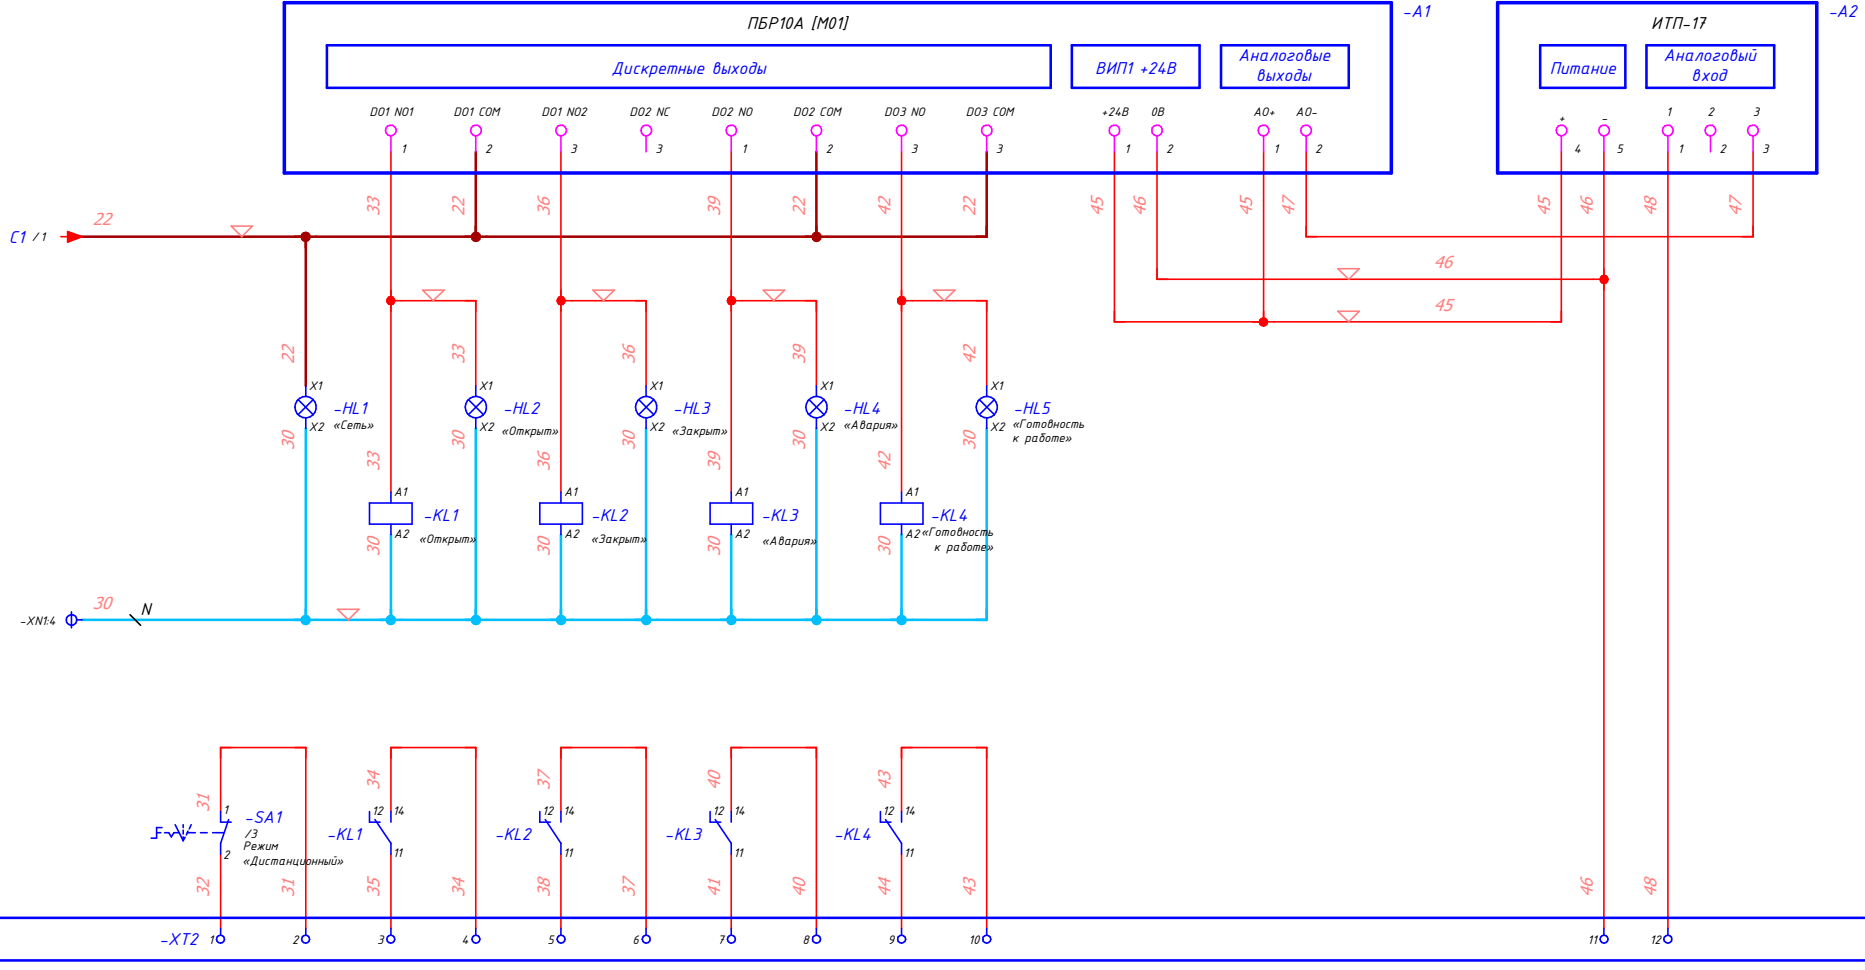 ПБР10А [М01]
-A1
ИТП-17
-A2
Дискретные выходы
ВИП1 +24В
Аналоговые
выходы
Питание
Аналоговый
вход
DO1 NO1
DO1 COM
DO1 NO2
DO2 NC
DO2 NO
DO2 COM
DO3 NO
DO3 COM
+24В
0В
AO+
AO-
+
-
1
2
3
1 2 3 3 1 2 3 3 1 2 1 2 4 5 1 2 3
33 22 36 39 22 42 22 45 46 45 47 45 46 48 47
22
C1 /1
46
45
22 33 36 39 42
X1 X1 X1 X1 X1
-HL1 -HL2 -HL3 -HL4 -HL5
X2 X2 X2 X2 X2
«Сеть»
«Открыт»
«Закрыт»
«Авария»
«Готовность
к работе»
30 30 30 30 30
33 36 39 42
A1 A1 A1 A1
-KL1 -KL2 -KL3 -KL4
A2 A2 A2 A2
«Открыт»
«Закрыт»
«Авария»
«Готовность
к работе»
30 30 30 30
30
N
-XN1:4
31 34 37 40 43
1
-SA1
/3
Режим
«Дистанционный»
2
12 14 12 14 12 14 12 14
-KL1 -KL2 -KL3 -KL4
11 11 11 11
32 31 35 34 38 37 41 40 44 43 46 48
-XT2 1 2 3 4 5 6 7 8 9 10 11 12